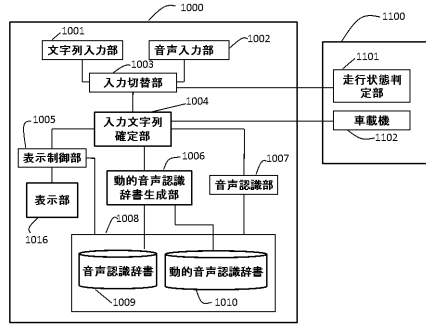 1000
1100
1001
文字列入力部
音声入力部
1002
1003
入力切替部
1101
走行状態判
定部
1004
入力文字列
確定部
車載機
1102
1005
表示制御部
1006
動的音声認識
辞書生成部
1007
音声認識部
表示部
1016
1008
音声認識辞書
1009
動的音声認識辞書
1010